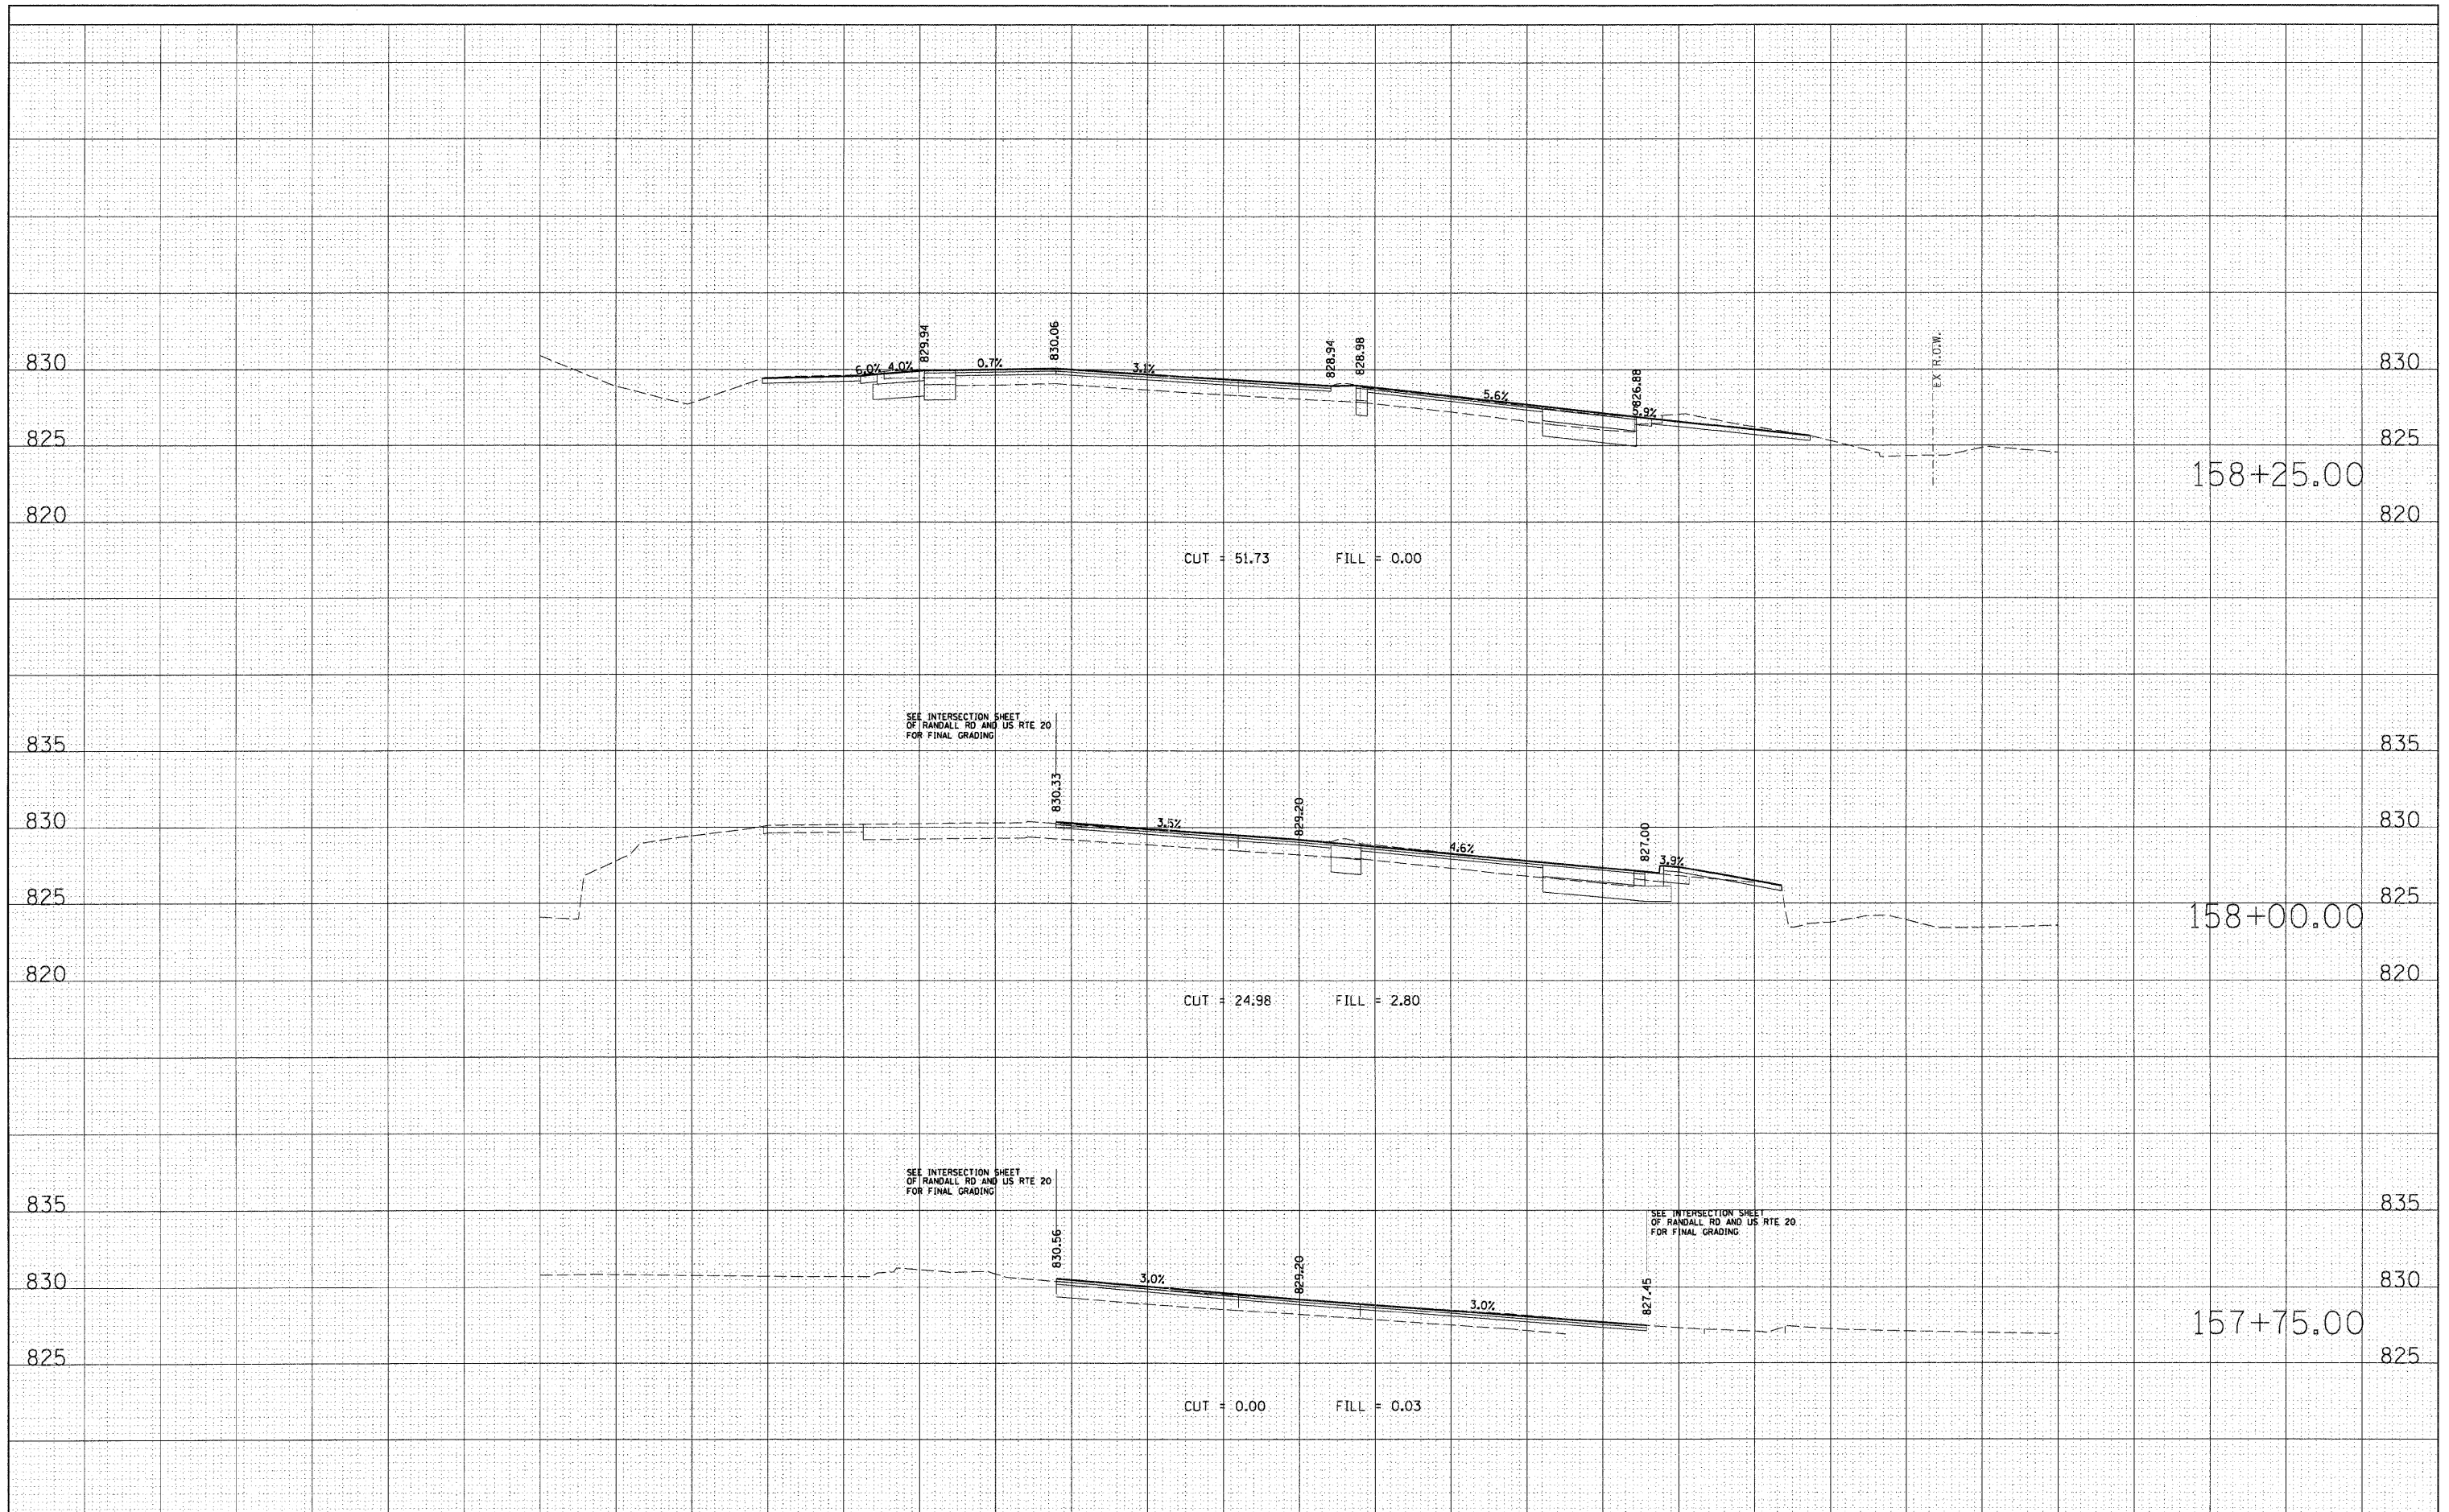 829.94
830.06
828.94
828.98
EX R.O.W.
830
6.0%
4.0%
0.7%
3.1%
5.6%
826.88
830
825
825
158+25.00
820
820
CUT = 51.73
FILL = 0.00
SEE INTERSECTION SHEET
OF RANDALL RD AND US RTE 20
FOR FINAL GRADING
835
835
830.33
829.20
830
830
4.6%
827.00
3.9%
825
825
158+00.00
820
820
CUT = 24.98
FILL = 2.80
SEE INTERSECTION SHEET
OF RANDALL RD AND US RTE 20
FOR FINAL GRADING
835
835
SEE INTERSECTION SHEET
OF RANDALL RD AND US RTE 20
FOR FINAL GRADING
830.56
829.20
827.45
830
3.0%
830
3.0%
157+75.00
825
825
CUT = 0.00
FILL = 0.03